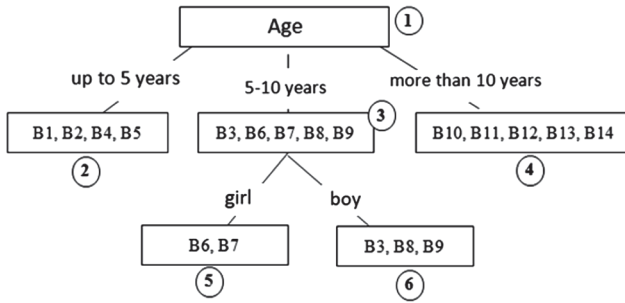 Age
1
up to 5 years
5-10 years
more than 10 years
B1, B2, B4, B5
B3, B6, B7, B8, B9
3
B10, B11, B12, B13, B14
2
4
girl
boy
B6, B7
B3, B8, B9
5
6